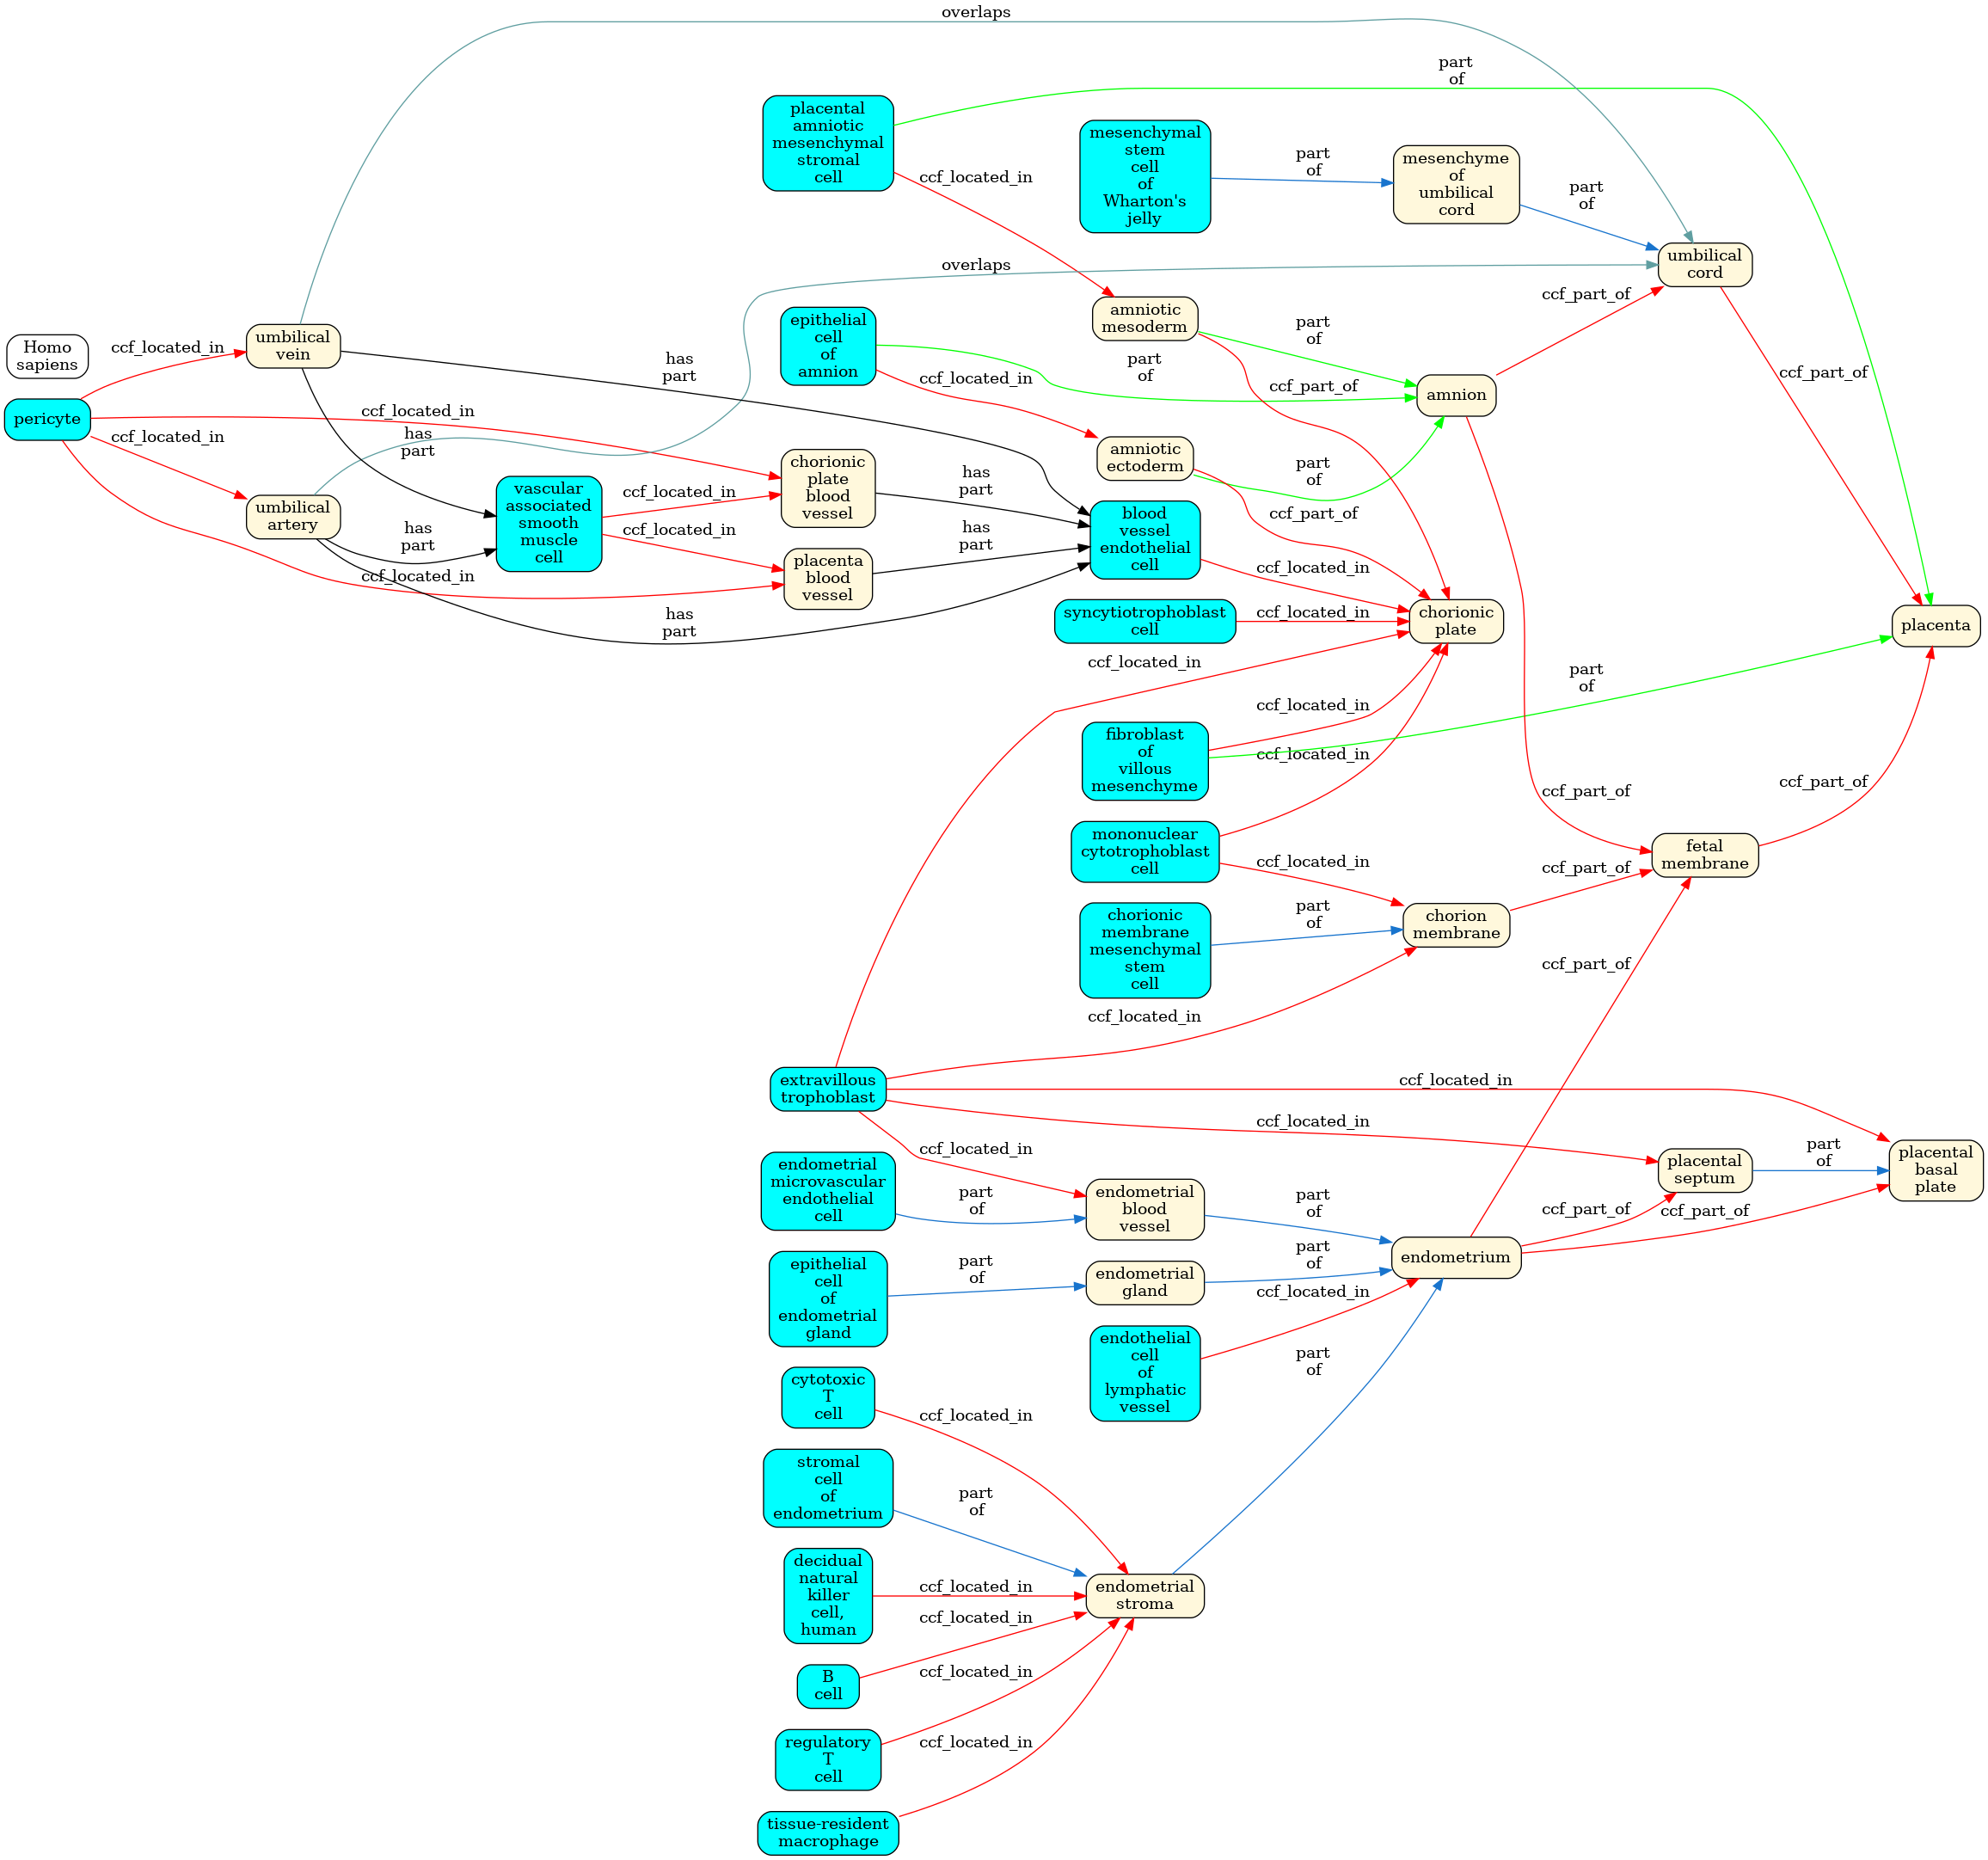 overlaps
part
of
placental
amniotic
mesenchymal
stromal
cell
mesenchymal
stem
cell
of
Wharton's
jelly
part
of
mesenchyme
of
umbilical
cord
part
of
ccf_located_in
umbilical
cord
overlaps
amniotic
mesoderm
ccf_part_of
epithelial
cell
of
amnion
part
of
Homo
sapiens
ccf_located_in
umbilical
vein
has
part
part
of
ccf_located_in
ccf_part_of
amnion
ccf_part_of
pericyte
ccf_located_in
ccf_located_in
has
part
amniotic
ectoderm
part
of
chorionic
plate
blood
vessel
has
part
ccf_part_of
umbilical
artery
vascular
associated
smooth
muscle
cell
ccf_located_in
ccf_located_in
has
part
has
part
blood
vessel
endothelial
cell
placenta
blood
vessel
ccf_located_in
ccf_located_in
has
part
syncytiotrophoblast
cell
ccf_located_in
chorionic
plate
placenta
ccf_located_in
part
of
ccf_located_in
fibroblast
of
villous
mesenchyme
ccf_located_in
ccf_part_of
ccf_part_of
mononuclear
cytotrophoblast
cell
ccf_located_in
fetal
membrane
ccf_part_of
chorionic
membrane
mesenchymal
stem
cell
part
of
chorion
membrane
ccf_part_of
ccf_located_in
extravillous
trophoblast
ccf_located_in
ccf_located_in
ccf_located_in
endometrial
microvascular
endothelial
cell
part
of
endometrial
blood
vessel
part
of
placental
septum
part
of
placental
basal
plate
ccf_part_of
ccf_part_of
epithelial
cell
of
endometrial
gland
part
of
endometrial
gland
part
of
endometrium
ccf_located_in
endothelial
cell
of
lymphatic
vessel
part
of
cytotoxic
T
cell
ccf_located_in
stromal
cell
of
endometrium
part
of
decidual
natural
killer
cell,
human
ccf_located_in
endometrial
stroma
ccf_located_in
B
cell
ccf_located_in
regulatory
T
cell
ccf_located_in
tissue-resident
macrophage